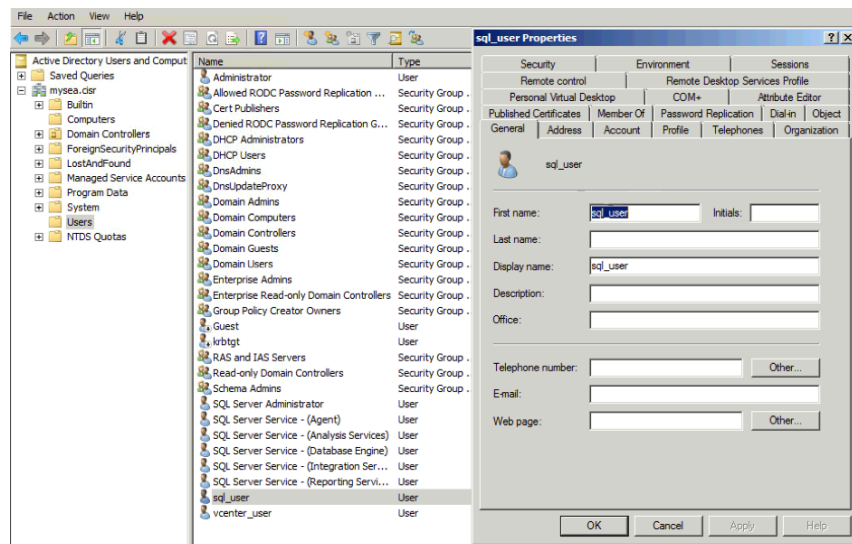 File Action View Help
Active Directory Users and Comput
Saved Queries
mysea.cisr
Builtin
Computers
Domain Controllers
ForeignSecurityPrincipals
LostAndFound
Managed Service Accounts
Program Data
System
Users
NTDS Quotas
Name Type
Administrator User
Allowed RODC Password Replication ... Security Group .
Cert Publishers Security Group .
Denied RODC Password Replication G... Security Group .
DHCP Administrators Security Group .
DHCP Users Security Group .
DnsAdmins Security Group .
DnsUpdateProxy Security Group .
Domain Admins Security Group .
Domain Computers Security Group .
Domain Controllers Security Group .
Domain Guests Security Group .
Domain Users Security Group .
Enterprise Admins Security Group .
Enterprise Read-only Domain Controllers Security Group .
Group Policy Creator Owners Security Group .
Guest User
krbtgt User
RAS and IAS Servers Security Group .
Read-only Domain Controllers Security Group .
Schema Admins Security Group .
SQL Server Administrator User
SQL Server Service - (Agent) User
SQL Server Service - (Analysis Services) User
SQL Server Service - (Database Engine) User
SQL Server Service - (Integration Ser... User
SQL Server Service - (Reporting Servi... User
sql_user User
vcenter_user User
sql_user Properties
Security Environment Sessions
Remote control Remote Desktop Services Profile
Personal Virtual Desktop COM+ Attribute Editor
Published Certificates Member Of Password Replication Dial-in Object
General Address Account Profile Telephones Organization
sql_user
First name: sql_user Initials:
Last name:
Display name: sql_user
Description:
Office:
Telephone number: Other...
E-mail:
Web page: Other...
OK Cancel Apply Help